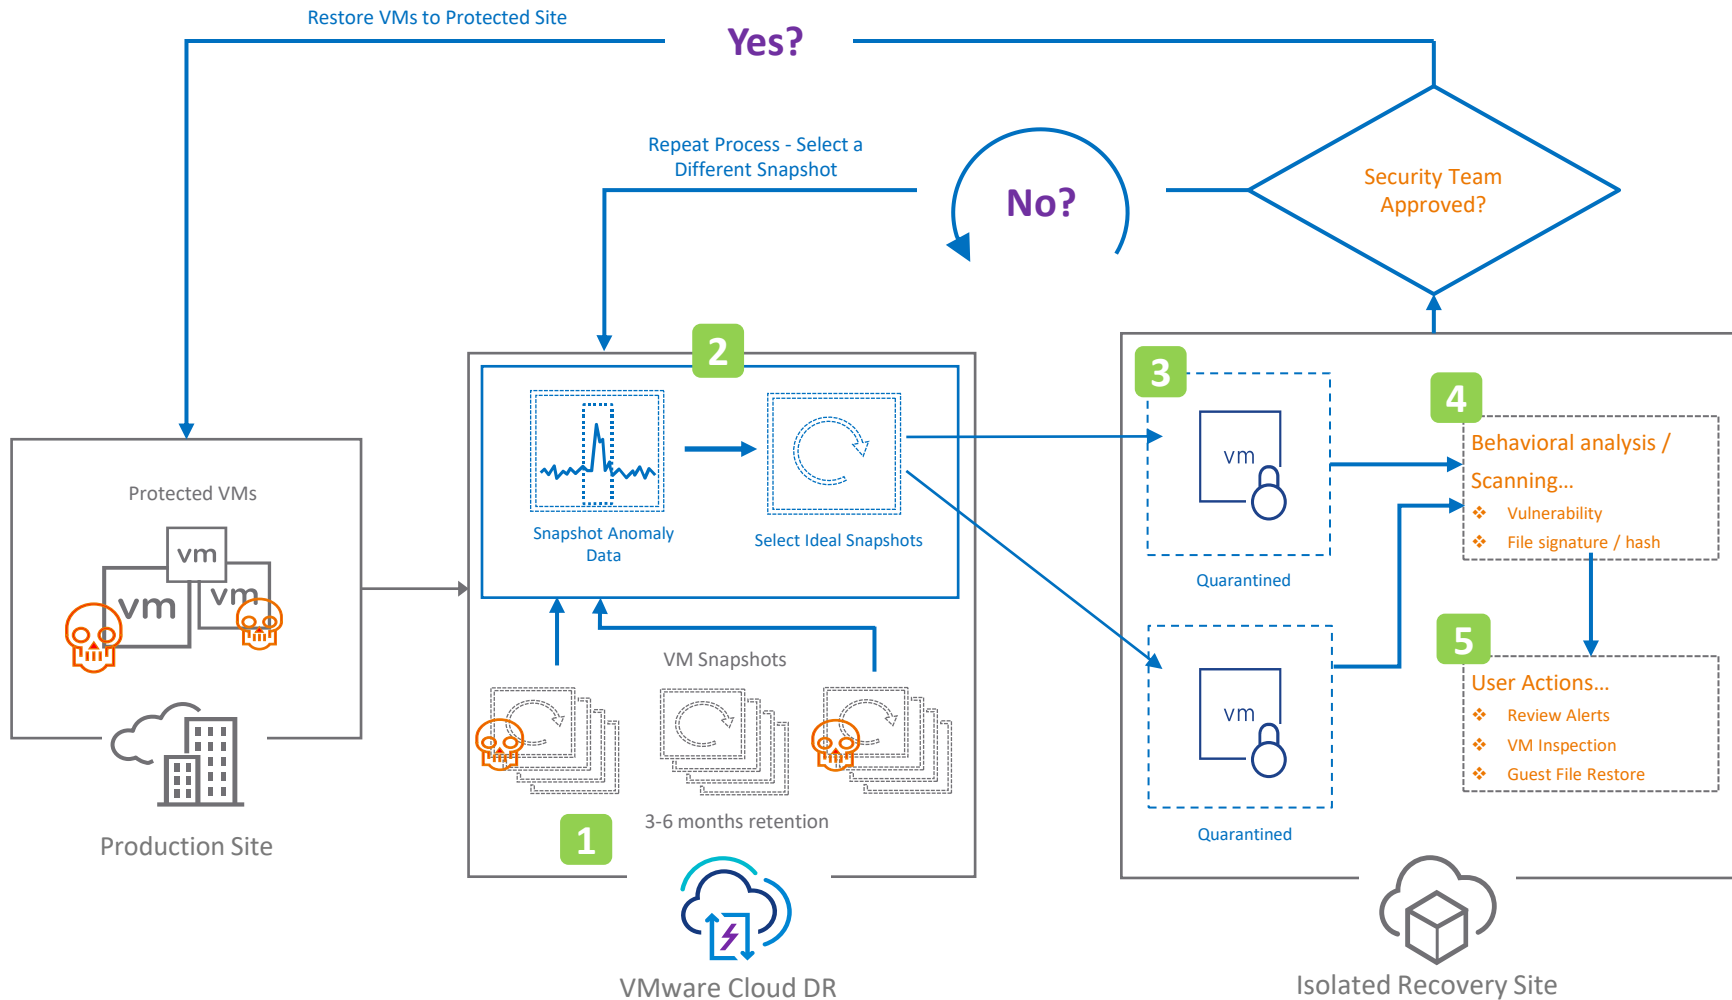 Restore VMs to Protected Site
Yes?
Repeat Process - Select a
Different Snapshot
No?
Security Team
Approved?
2
3
4
Behavioral analysis /
Scanning...
❖ Vulnerability
❖ File signature / hash
vm
Quarantined
Protected VMs
vm
vm
vm
Snapshot Anomaly
Data
Select Ideal Snapshots
VM Snapshots
3-6 months retention
1
5
User Actions...
❖ Review Alerts
❖ VM Inspection
❖ Guest File Restore
vm
Quarantined
Production Site
VMware Cloud DR
Isolated Recovery Site